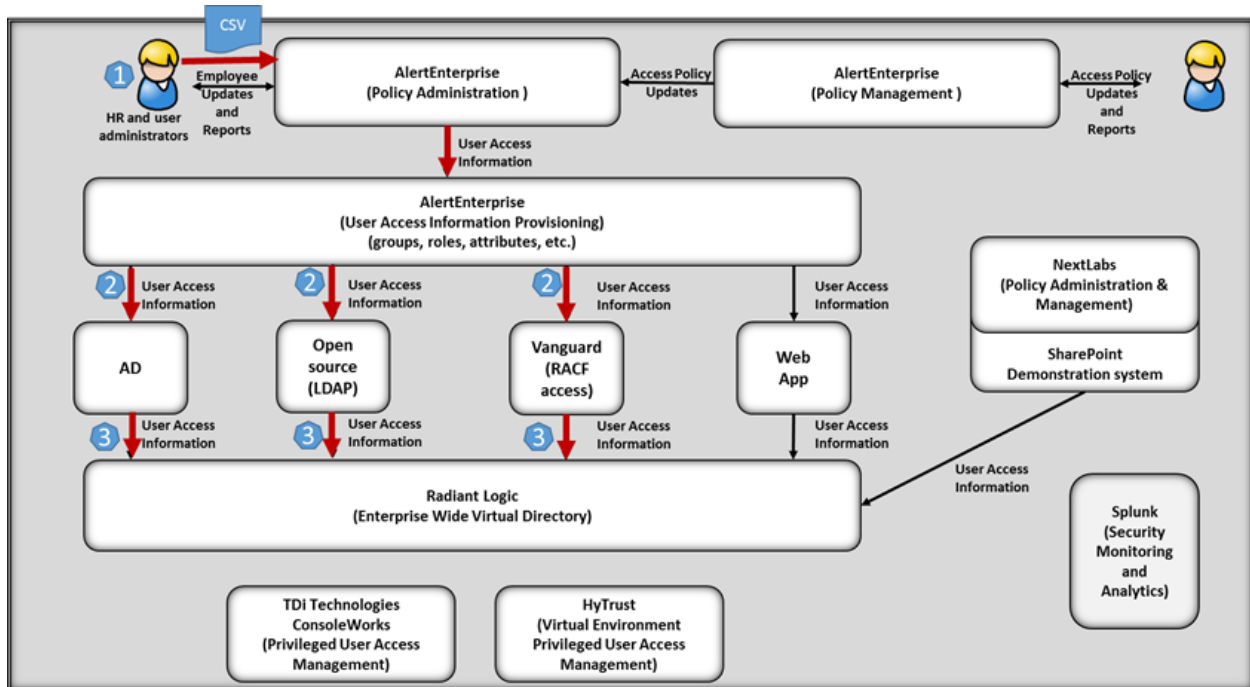 CSV
1
HR and user
administrators
Employee
Updates
and
Reports
AlertEnterprise
(Policy Administration )
Access Policy
Updates
AlertEnterprise
(Policy Management )
Access Policy
Updates
and
Reports
User Access
Information
AlertEnterprise
(User Access Information Provisioning)
(groups, roles, attributes, etc.)
2
User Access
Information
2
User Access
Information
2
User Access
Information
User Access
Information
NextLabs
(Policy Administration &
Management)
SharePoint
Demonstration system
AD
Open
source
(LDAP)
Vanguard
(RACF
access)
Web
App
3
User Access
Information
3
User Access
Information
3
User Access
Information
User Access
Information
User Access
Information
Radiant Logic
(Enterprise Wide Virtual Directory)
Splunk
(Security
Monitoring
and
Analytics)
TDi Technologies
ConsoleWorks
(Privileged User Access
Management)
HyTrust
(Virtual Environment
Privileged User Access
Management)